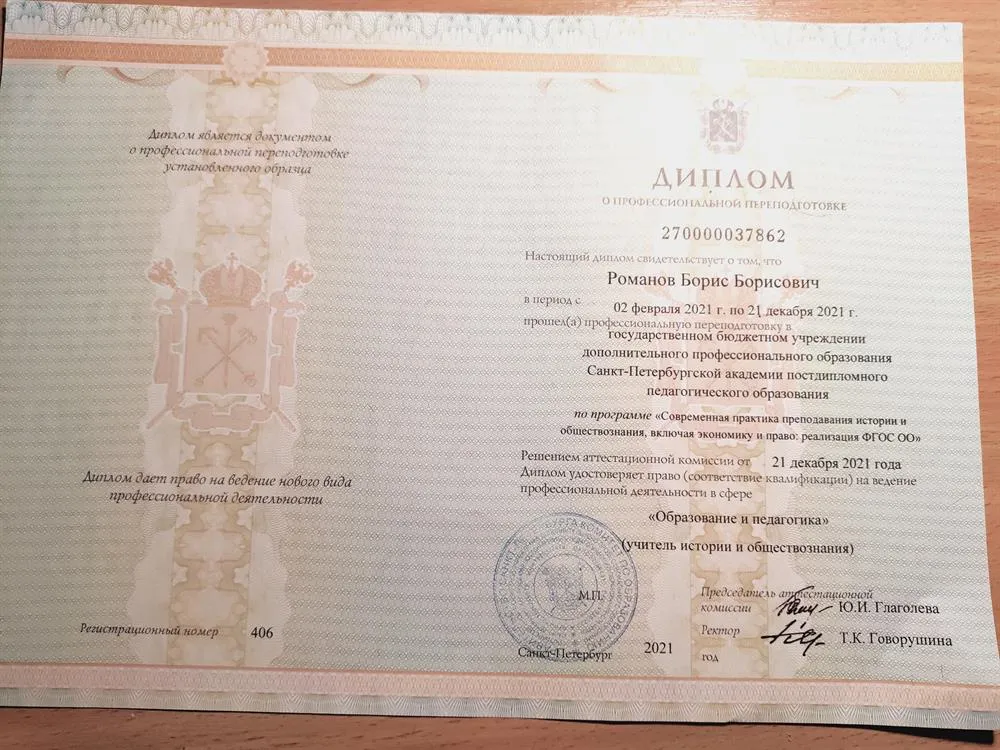 Диплом является документом
о профессиональной переподготовке
установленного образца
Диплом дает право на ведение нового вида
профессиональной деятельности
Регистрационный номер 406
ДИПЛОМ
О ПРОФЕССИОНАЛЬНОЙ ПЕРЕПОДГОТОВКЕ
270000037862
Настоящий диплом свидетельствует о том, что
Романов Борис Борисович
в период с
02 февраля 2021 г. по 21 декабря 2021 г.
прошел(а) профессиональную переподготовку в
государственном бюджетном учреждении
дополнительного профессионального образования
Санкт-Петербургской академии постдипломного
педагогического образования
по программе «Современная практика преподавания истории и
обществознания, включая экономику и право: реализация ФГОС ОО»
Решением аттестационной комиссии от 21 декабря 2021 года
Диплом удостоверяет право (соответствие квалификации) на ведение
профессиональной деятельности в сфере
«Образование и педагогика»
(учитель истории и обществознания)
М.П.
Председатель аттестационной
комиссии Ю.И. Глаголева
Ректор Т.К. Говорушина
Санкт-Петербург 2021 год